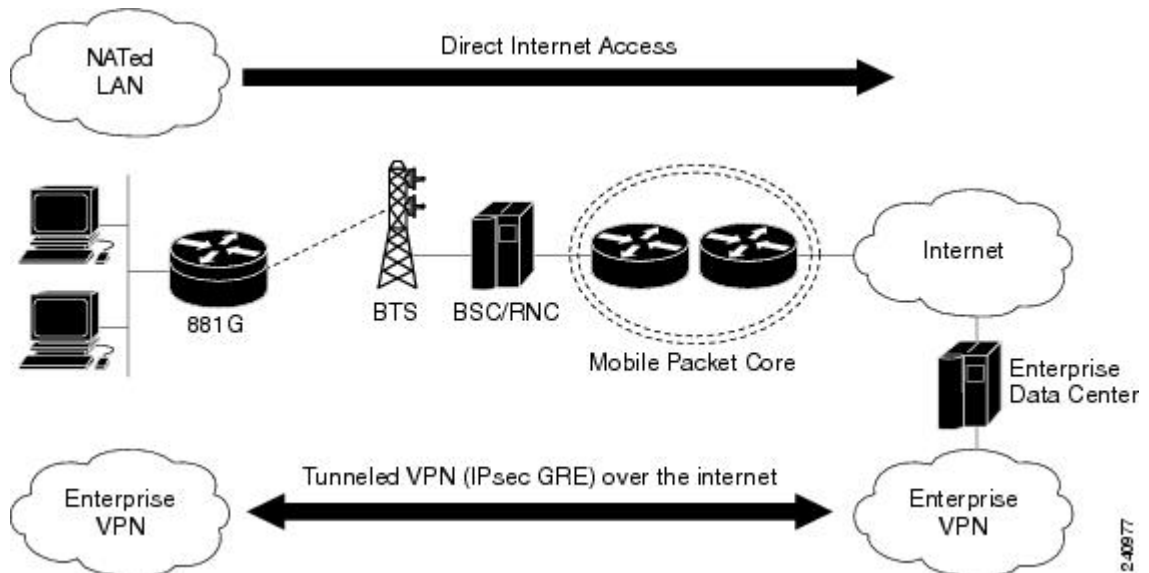 NATed
LAN
Direct Internet Access
881G
BTS
BSC/RNC
Mobile Packet Core
Internet
Enterprise
Data Center
Enterprise
VPN
Tunneled VPN (IPsec GRE) over the internet
Enterprise
VPN
240977